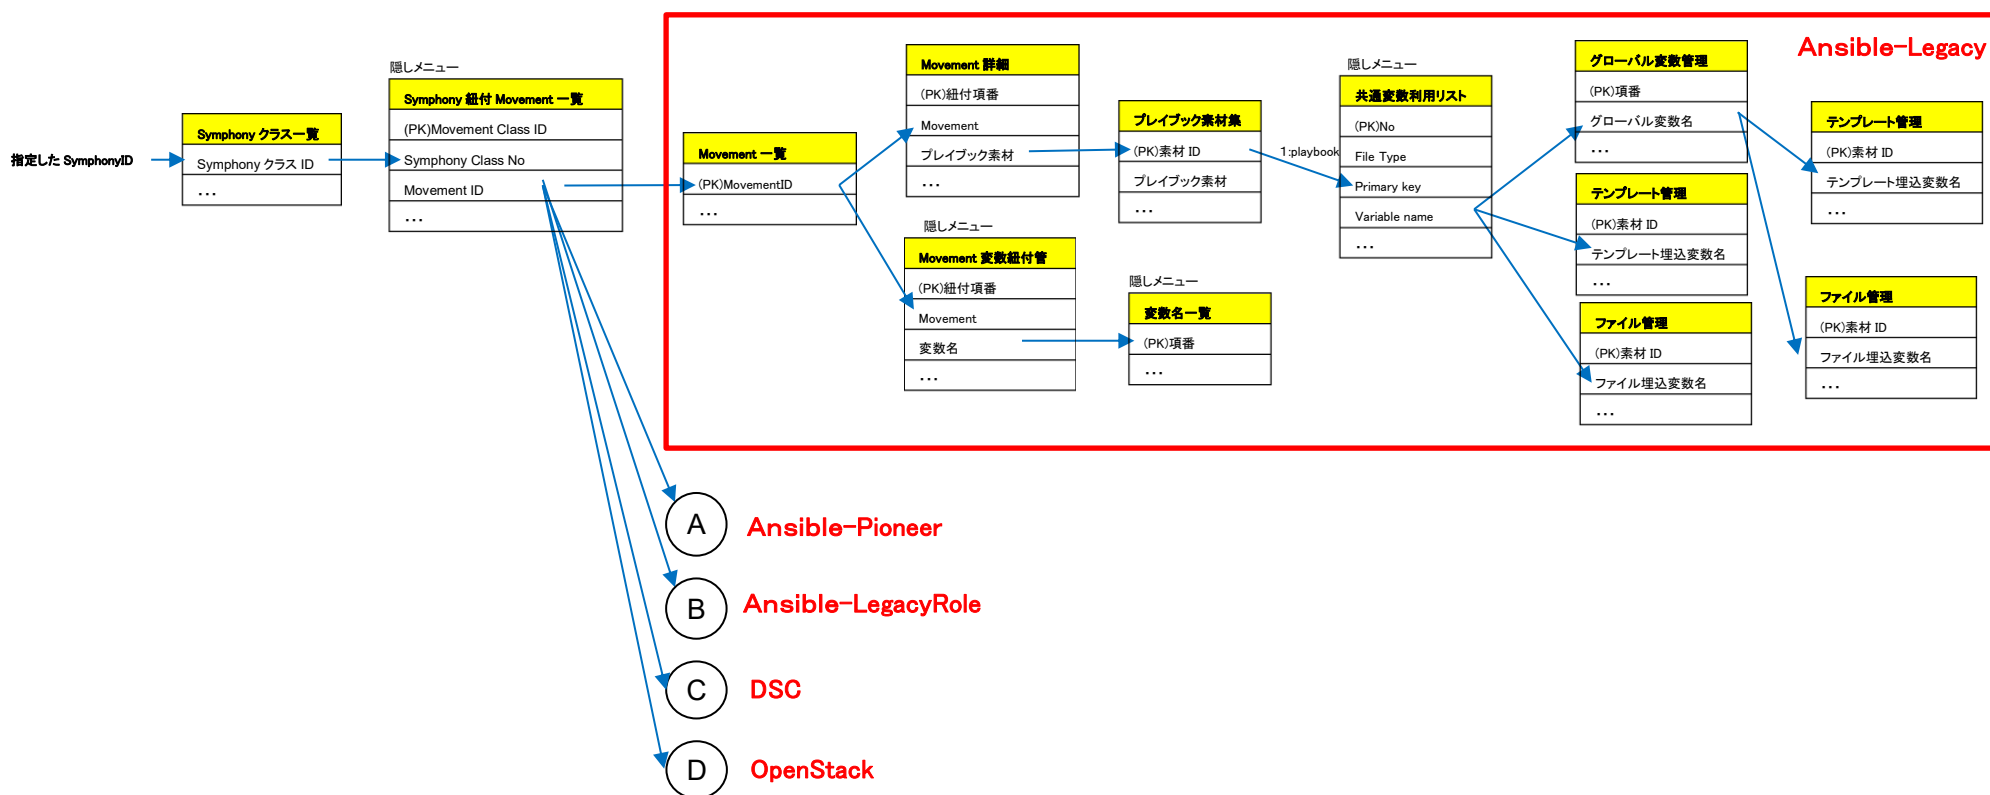 指定した SymphonyID
Symphony クラス一覧
Symphony クラス ID
...
隠しメニュー
Symphony 紐付 Movement 一覧
(PK)Movement Class ID
Symphony Class No
Movement ID
...
Ansible-Legacy
Movement 一覧
(PK)MovementID
...
Movement 詳細
(PK)紐付項番
Movement
プレイブック素材
...
隠しメニュー
Movement 変数紐付管
(PK)紐付項番
Movement
変数名
...
プレイブック素材集
(PK)素材 ID
プレイブック素材
...
隠しメニュー
変数名一覧
(PK)項番
...
1:playbook
隠しメニュー
共通変数利用リスト
(PK)No
File Type
Primary key
Variable name
...
グローバル変数管理
(PK)項番
グローバル変数名
...
テンプレート管理
(PK)素材 ID
テンプレート埋込変数名
...
ファイル管理
(PK)素材 ID
ファイル埋込変数名
...
テンプレート管理
(PK)素材 ID
テンプレート埋込変数名
...
ファイル管理
(PK)素材 ID
ファイル埋込変数名
...
A Ansible-Pioneer
B Ansible-LegacyRole
C DSC
D OpenStack